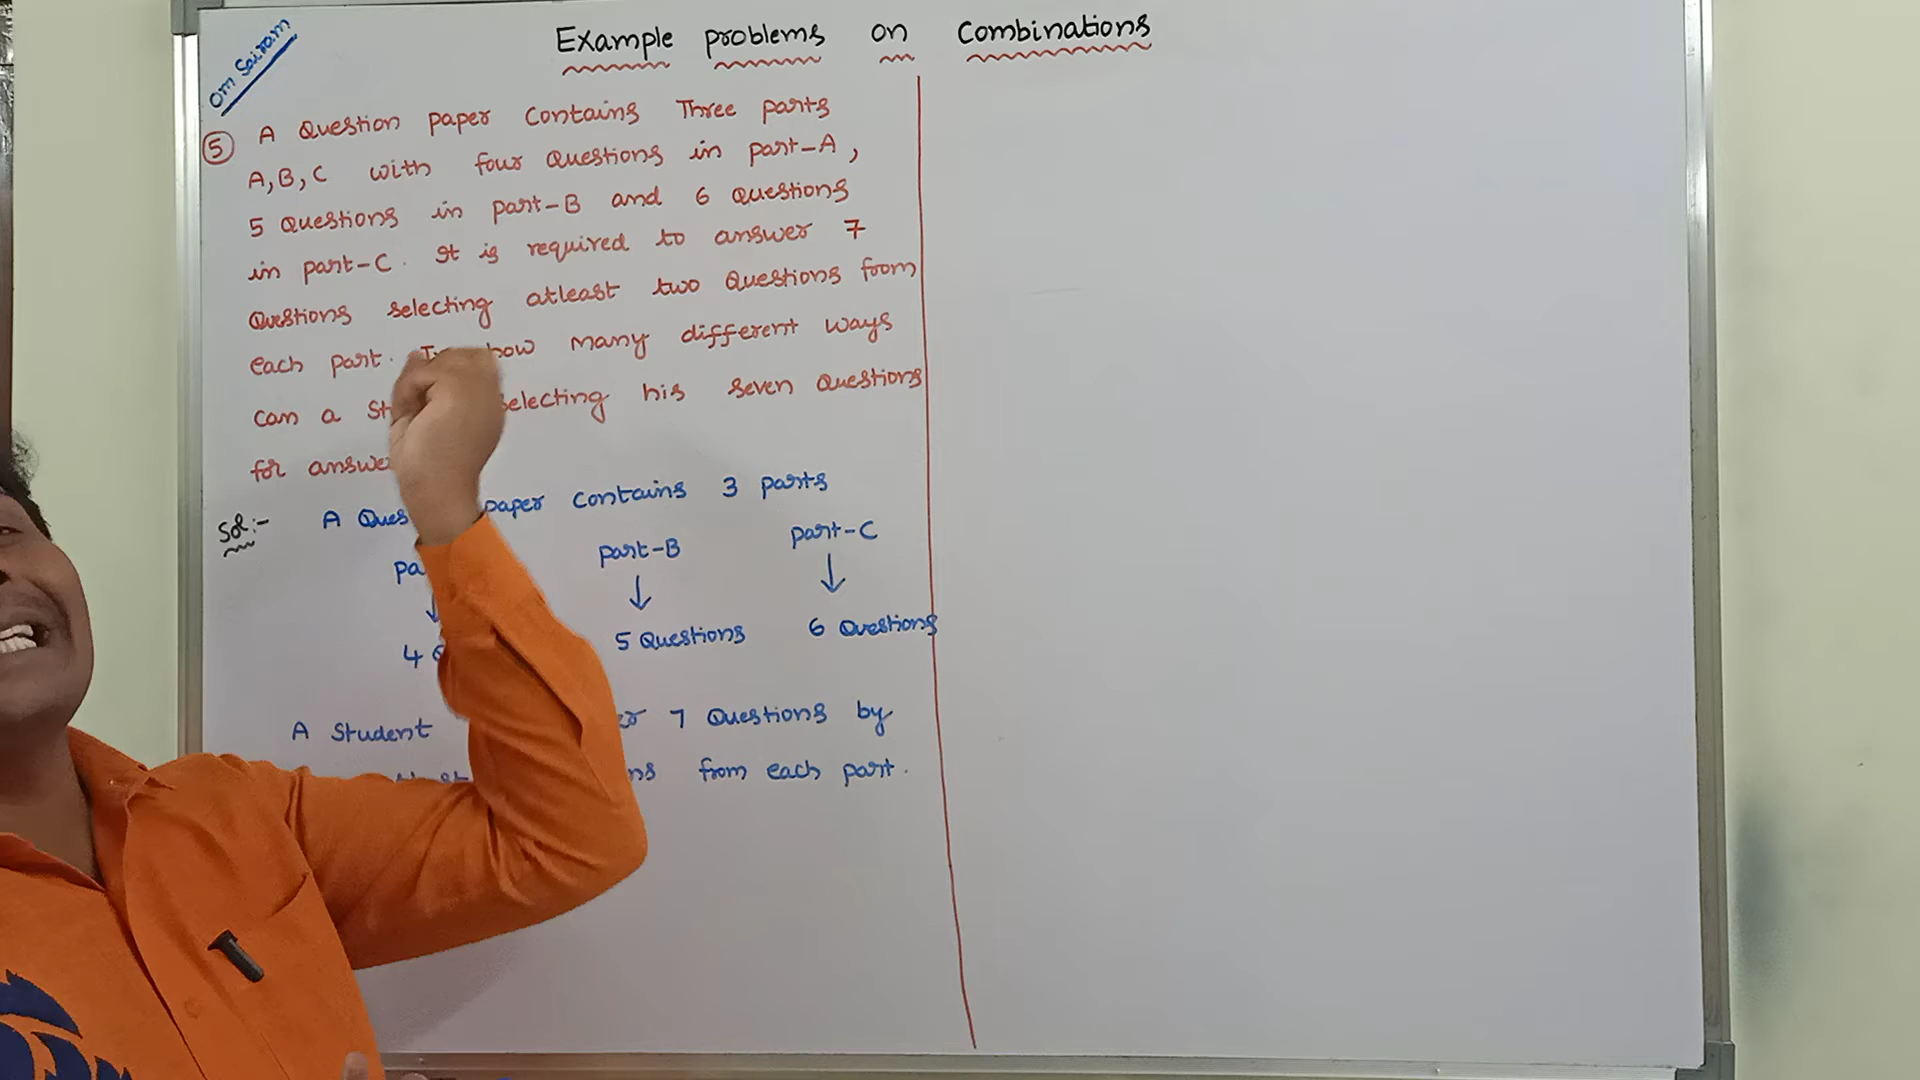 om Sairam
Example problems on Combinations
5 A Question paper Contains Three parts
A, B, C with four Questions in part-A,
5 Questions in part-B and 6 Questions
in part-C. It is required to answer 7
Questions selecting atleast two Questions from
each part. how many different ways
can a selecting his seven Questions
for
Sol:- A paper contains 3 parts
part-B part-C
4 5 Questions 6 Questions
A Student 7 Questions by
from each part.